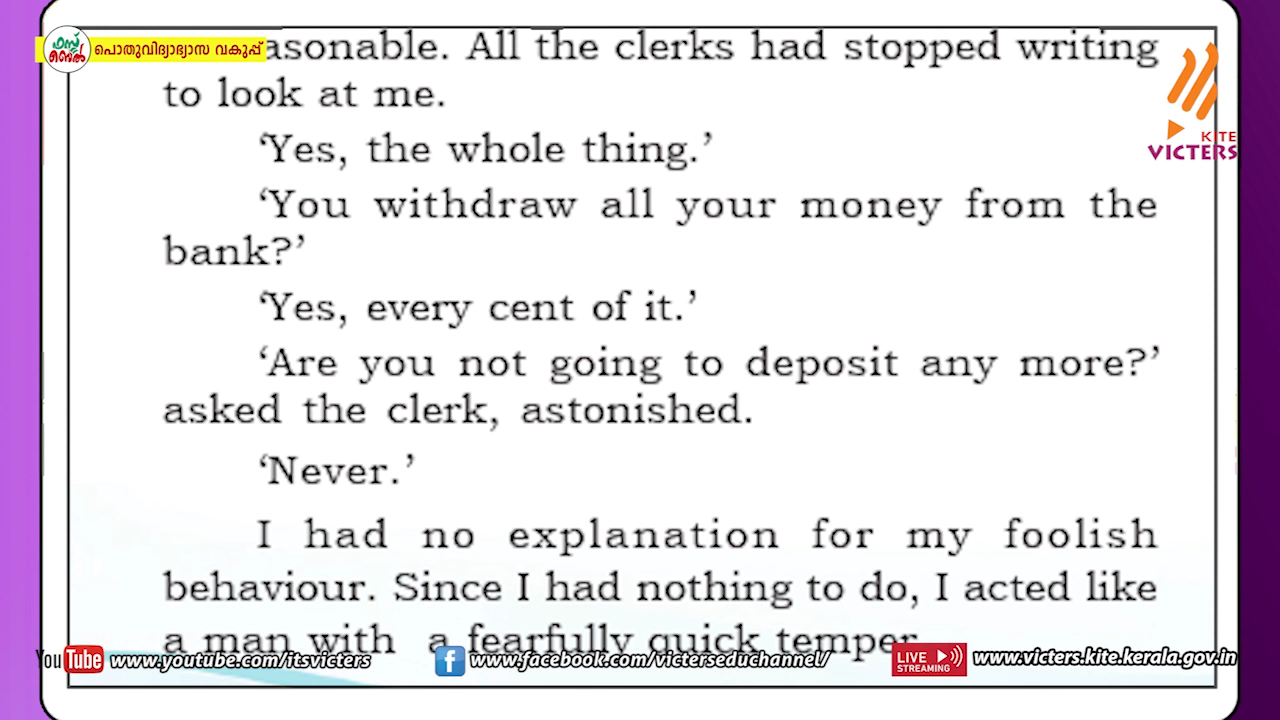 ഫസ്റ്റ് ബെൽ പൊതുവിദ്യാഭ്യാസ വകുപ്പ്
asonable. All the clerks had stopped writing
to look at me.
KITE
VICTERS
‘Yes, the whole thing.’
‘You withdraw all your money from the
bank?’
‘Yes, every cent of it.’
‘Are you not going to deposit any more?’
asked the clerk, astonished.
‘Never.’
I had no explanation for my foolish
behaviour. Since I had nothing to do, I acted like
a man with a fearfully quick temper
YouTube www.youtube.com/itsvicters f www.facebook.com/victerseduchannel/ LIVE STREAMING www.victers.kite.kerala.gov.in